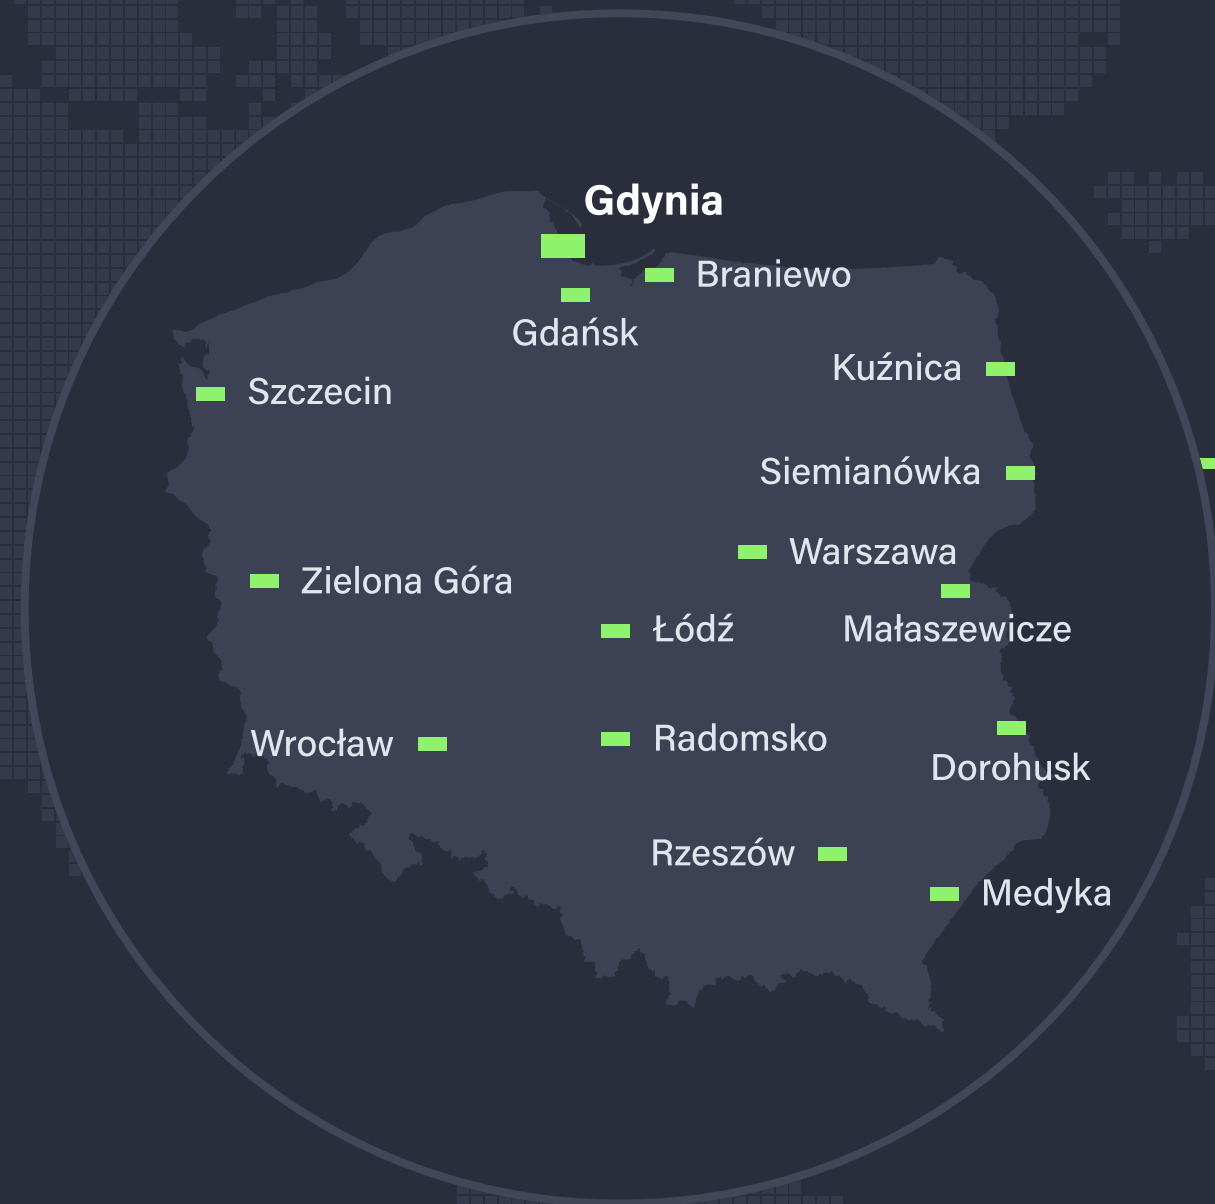 Gdynia
Braniewo
Gdańsk
Kuźnica
Szczecin
Siemianówka
Warszawa
Zielona Góra
Łódź
Małaszewicze
Wrocław
Radomsko
Dorohusk
Rzeszów
Medyka